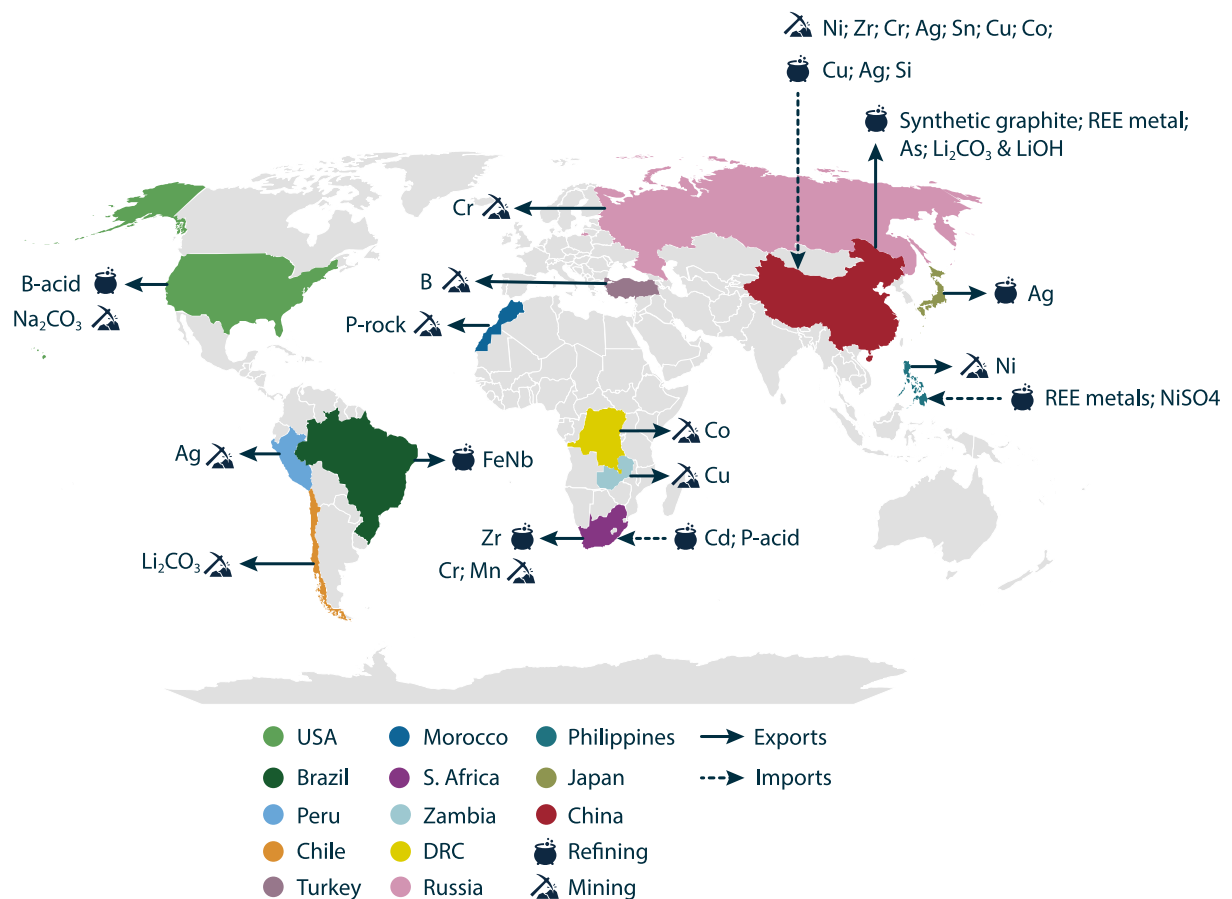 Ni; Zr; Cr; Ag; Sn; Cu; Co;
Cu; Ag; Si
Synthetic graphite; REE metal;
As; Li₂CO₃ & LiOH
Cr
B-acid
Na₂CO₃
B
P-rock
Ag
Ni
REE metals; NiSO4
Ag
FeNb
Co
Cu
Li₂CO₃
Zr
Cr; Mn
Cd; P-acid
USA
Morocco
Philippines
Exports
Brazil
S. Africa
Japan
Imports
Peru
Zambia
China
Chile
DRC
Refining
Turkey
Russia
Mining